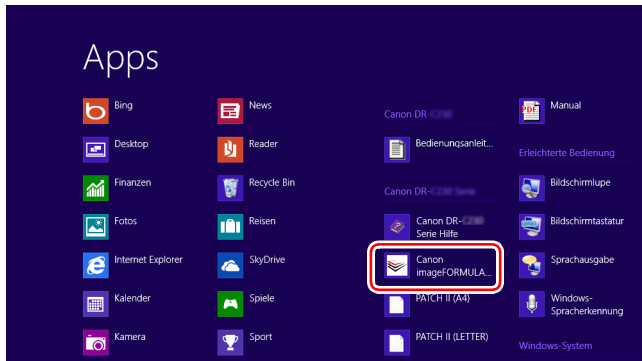 Apps
Bing
Desktop
Finanzen
Fotos
Internet Explorer
Kalender
Kamera
News
Reader
Recycle Bin
Reisen
SkyDrive
Spiele
Sport
Canon DR-
Bedienungsanleit...
Canon DR-
Canon DR-
Serie Hilfe
Canon
imageFORMULA...
PATCH II (A4)
PATCH II (LETTER)
PDF
Manual
Erleichterte Bedienung
Bildschirmlupe
Bildschirmtastatur
Sprachausgabe
Windows-
Spracherkennung
Windows-System